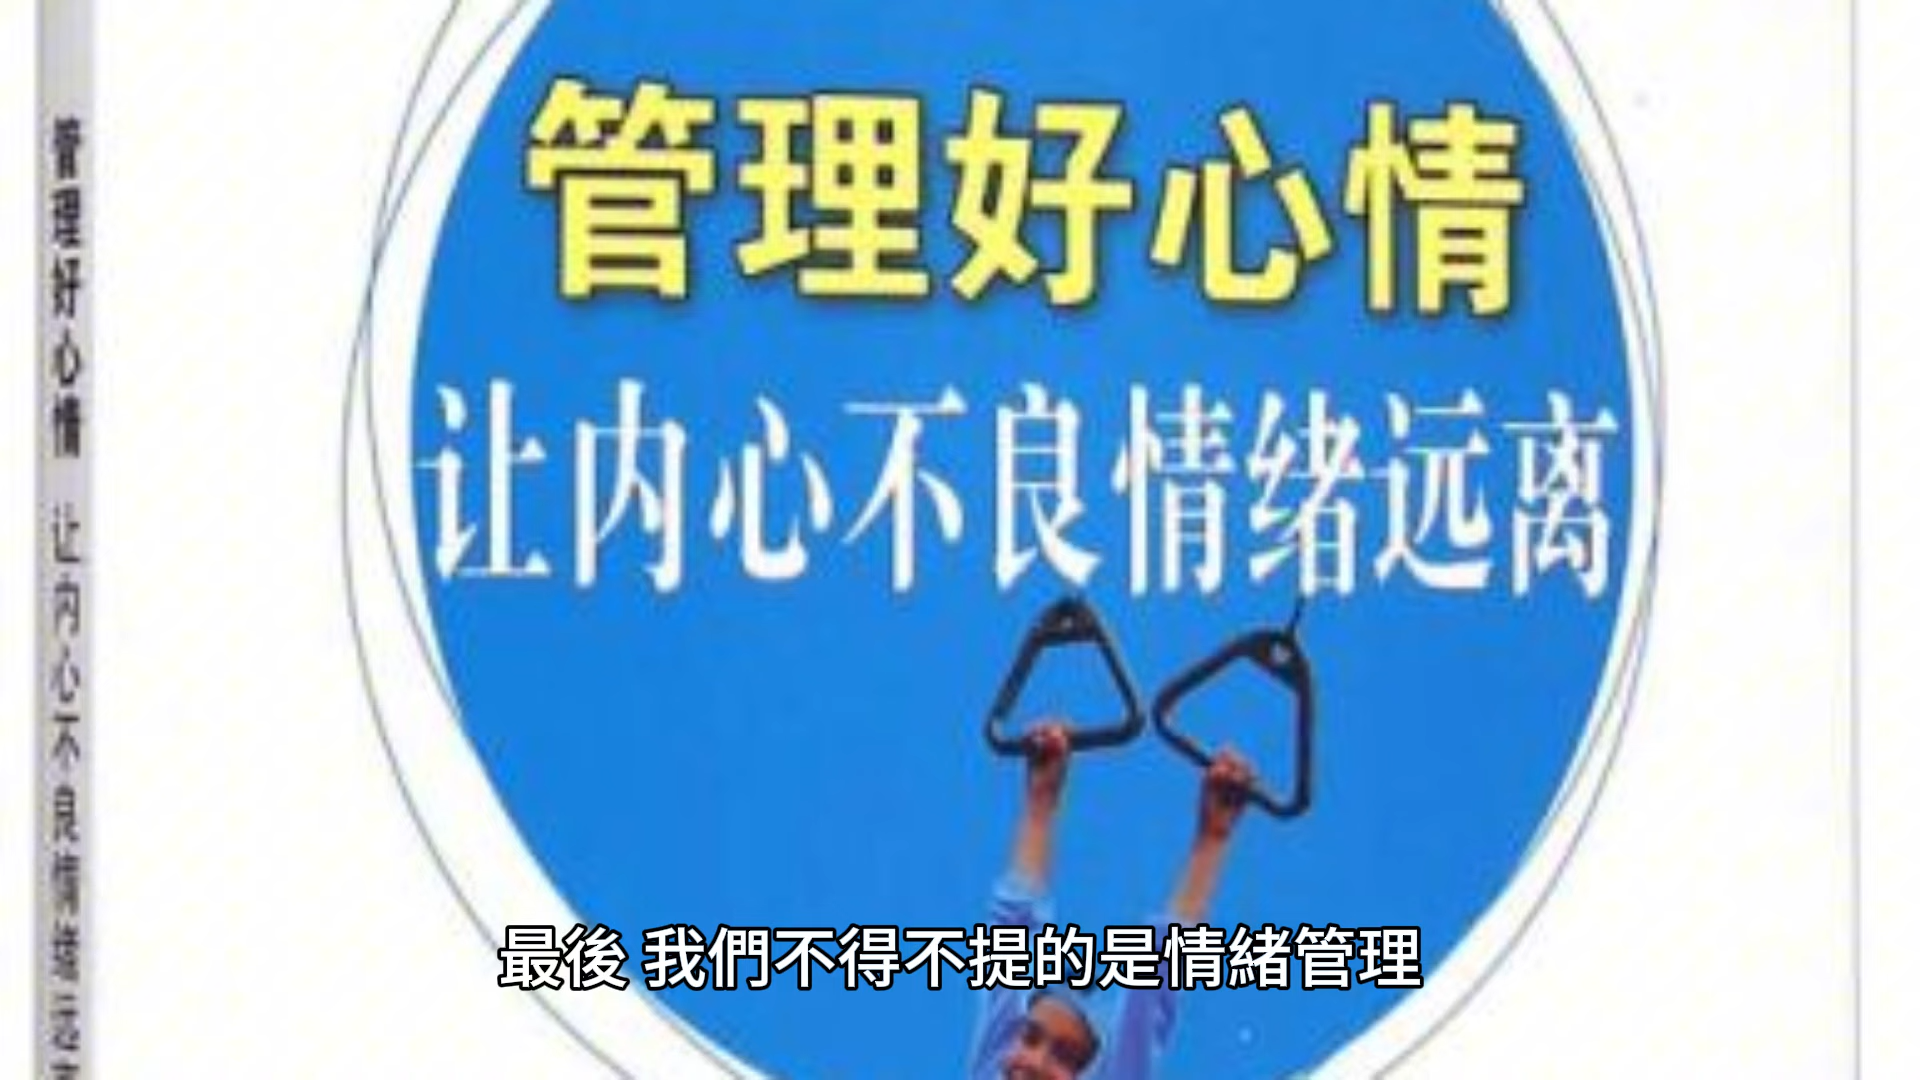 管理好心情
让内心不良情绪远离
管理好心情 让内心不良情绪远
最後 我們不得不提的是情緒管理